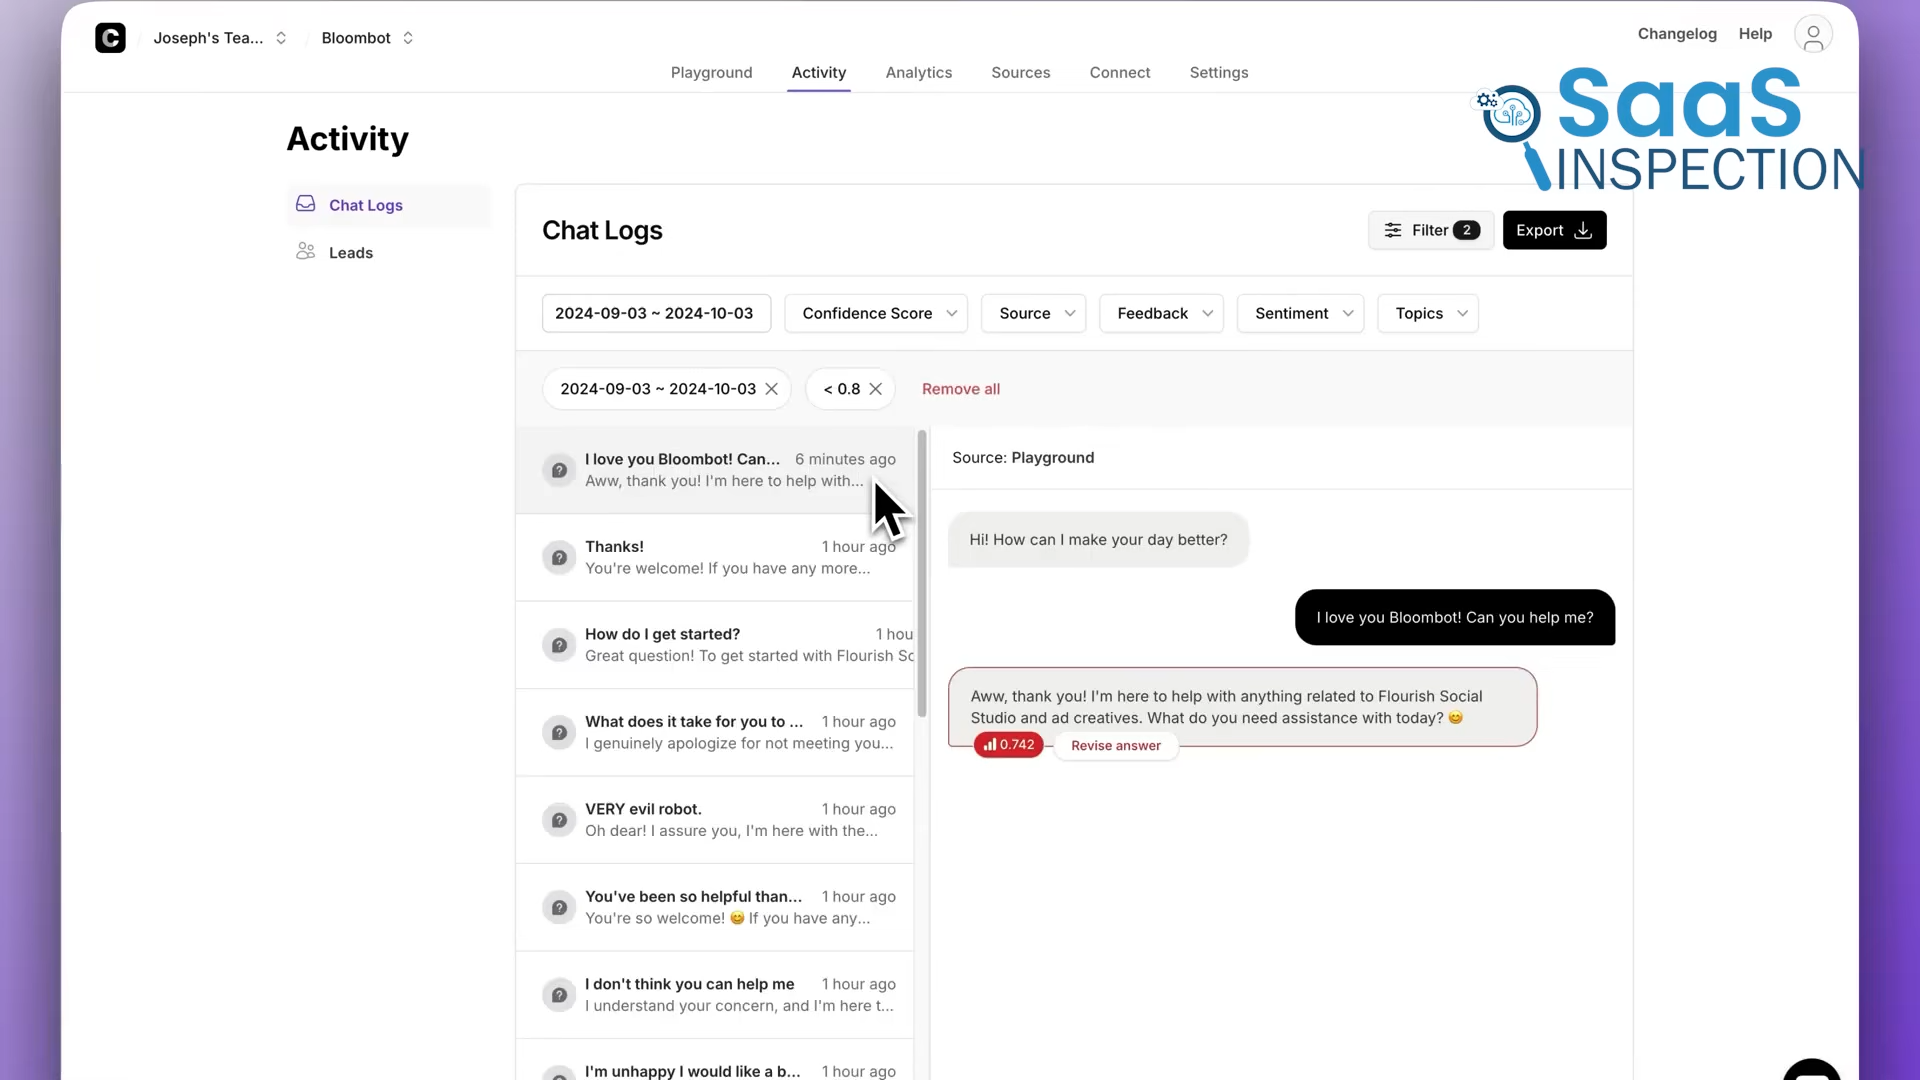 C
Joseph's Tea...
Bloombot
Changelog
Help
Playground
Activity
Analytics
Sources
Connect
Settings
SaaS
INSPECTION
Activity
Chat Logs
Leads
Chat Logs
Filter 2
Export
2024-09-03 ~ 2024-10-03
Confidence Score
Source
Feedback
Sentiment
Topics
2024-09-03 ~ 2024-10-03
< 0.8
Remove all
I love you Bloombot! Can... 6 minutes ago
Aww, thank you! I'm here to help with...
Thanks! 1 hour ago
You're welcome! If you have any more...
How do I get started? 1 hou
Great question! To get started with Flourish Sc
What does it take for you to ... 1 hour ago
I genuinely apologize for not meeting you...
VERY evil robot. 1 hour ago
Oh dear! I assure you, I'm here with the...
You've been so helpful than... 1 hour ago
You're so welcome! 😊 If you have any...
I don't think you can help me 1 hour ago
I understand your concern, and I'm here t...
I'm unhappy I would like a b... 1 hour ago
Source: Playground
Hi! How can I make your day better?
I love you Bloombot! Can you help me?
Aww, thank you! I'm here to help with anything related to Flourish Social
Studio and ad creatives. What do you need assistance with today? 😊
0.742
Revise answer